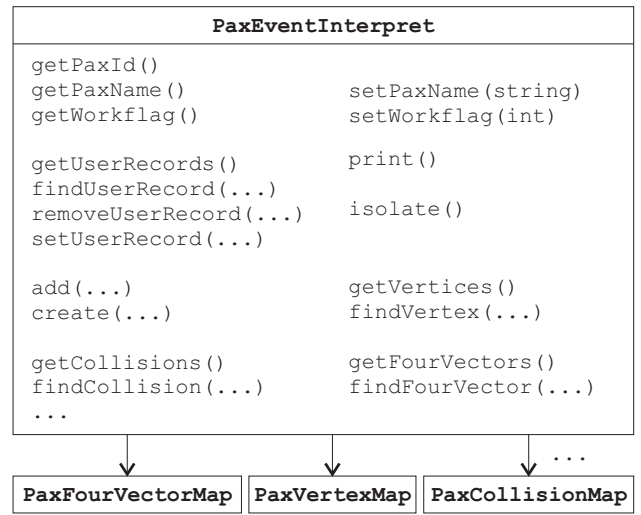 PaxEventInterpret
getPaxId()
getPaxName() setPaxName(string)
getWorkflag() setWorkflag(int)
getUserRecords() print()
findUserRecord(...)
removeUserRecord(...) isolate()
setUserRecord(...)
add(...) getVertices()
create(...) findVertex(...)
getCollisions() getFourVectors()
findCollision(...) findFourVector(...)
...
...
PaxFourVectorMap PaxVertexMap PaxCollisionMap